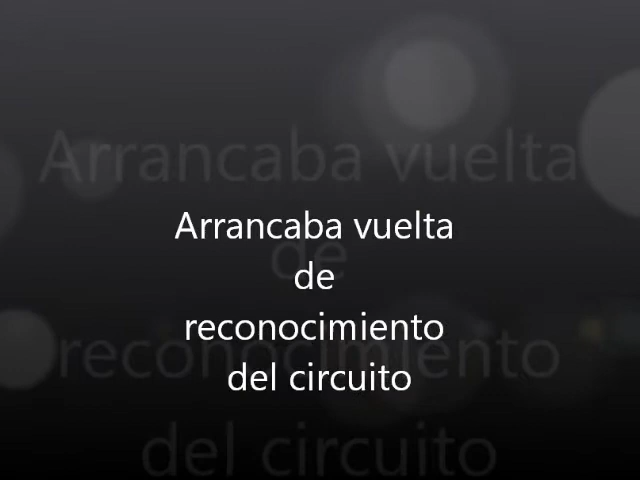 Arrancaba vuelta
de
reconocimiento
del circuito